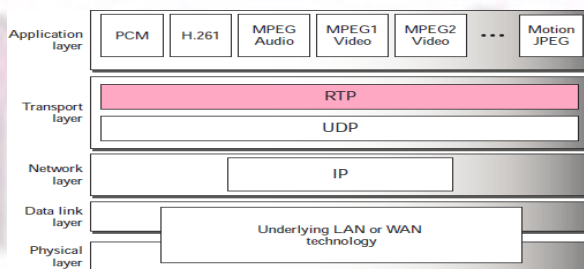 Application layer
PCM
H.261
MPEG Audio
MPEG1 Video
MPEG2 Video
•••
Motion JPEG
Transport layer
RTP
UDP
Network layer
IP
Data link layer
Underlying LAN or WAN
technology
Physical layer